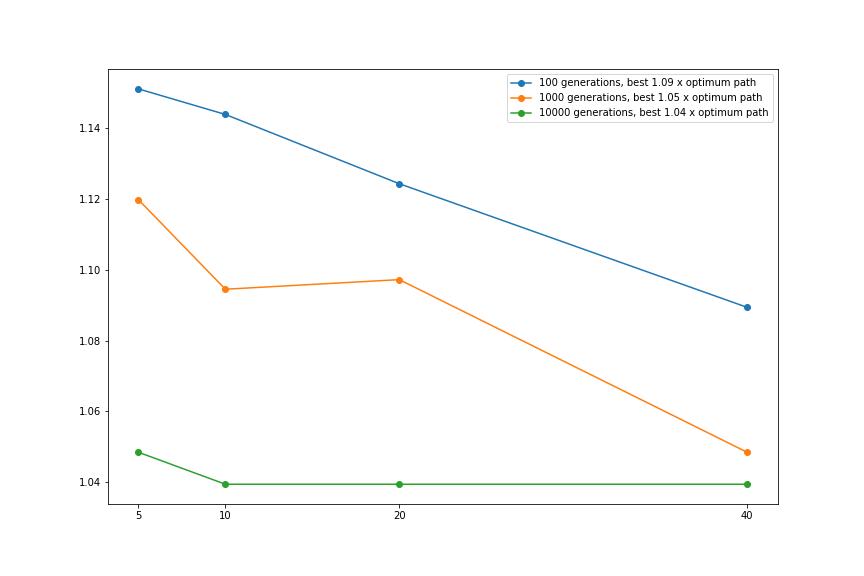 100 generations, best 1.09 x optimum path
1000 generations, best 1.05 x optimum path
10000 generations, best 1.04 x optimum path
1.14
1.12
1.10
1.08
1.06
1.04
5 10 20 40